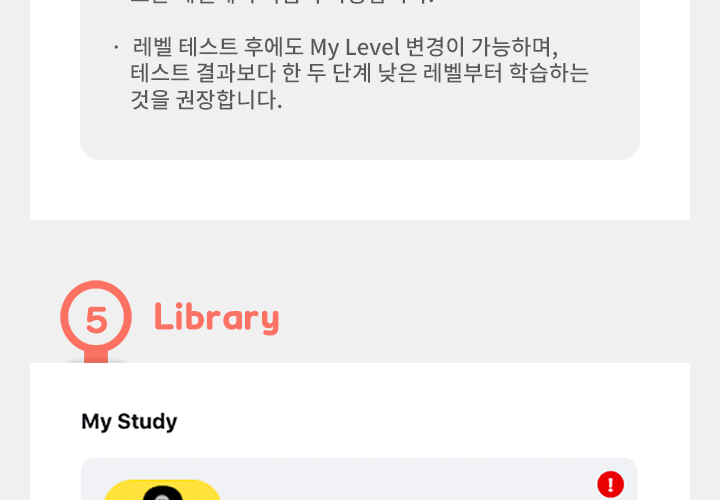 · 레벨 테스트 후에도 My Level 변경이 가능하며,
테스트 결과보다 한 두 단계 낮은 레벨부터 학습하는
것을 권장합니다.
5 Library
My Study
!